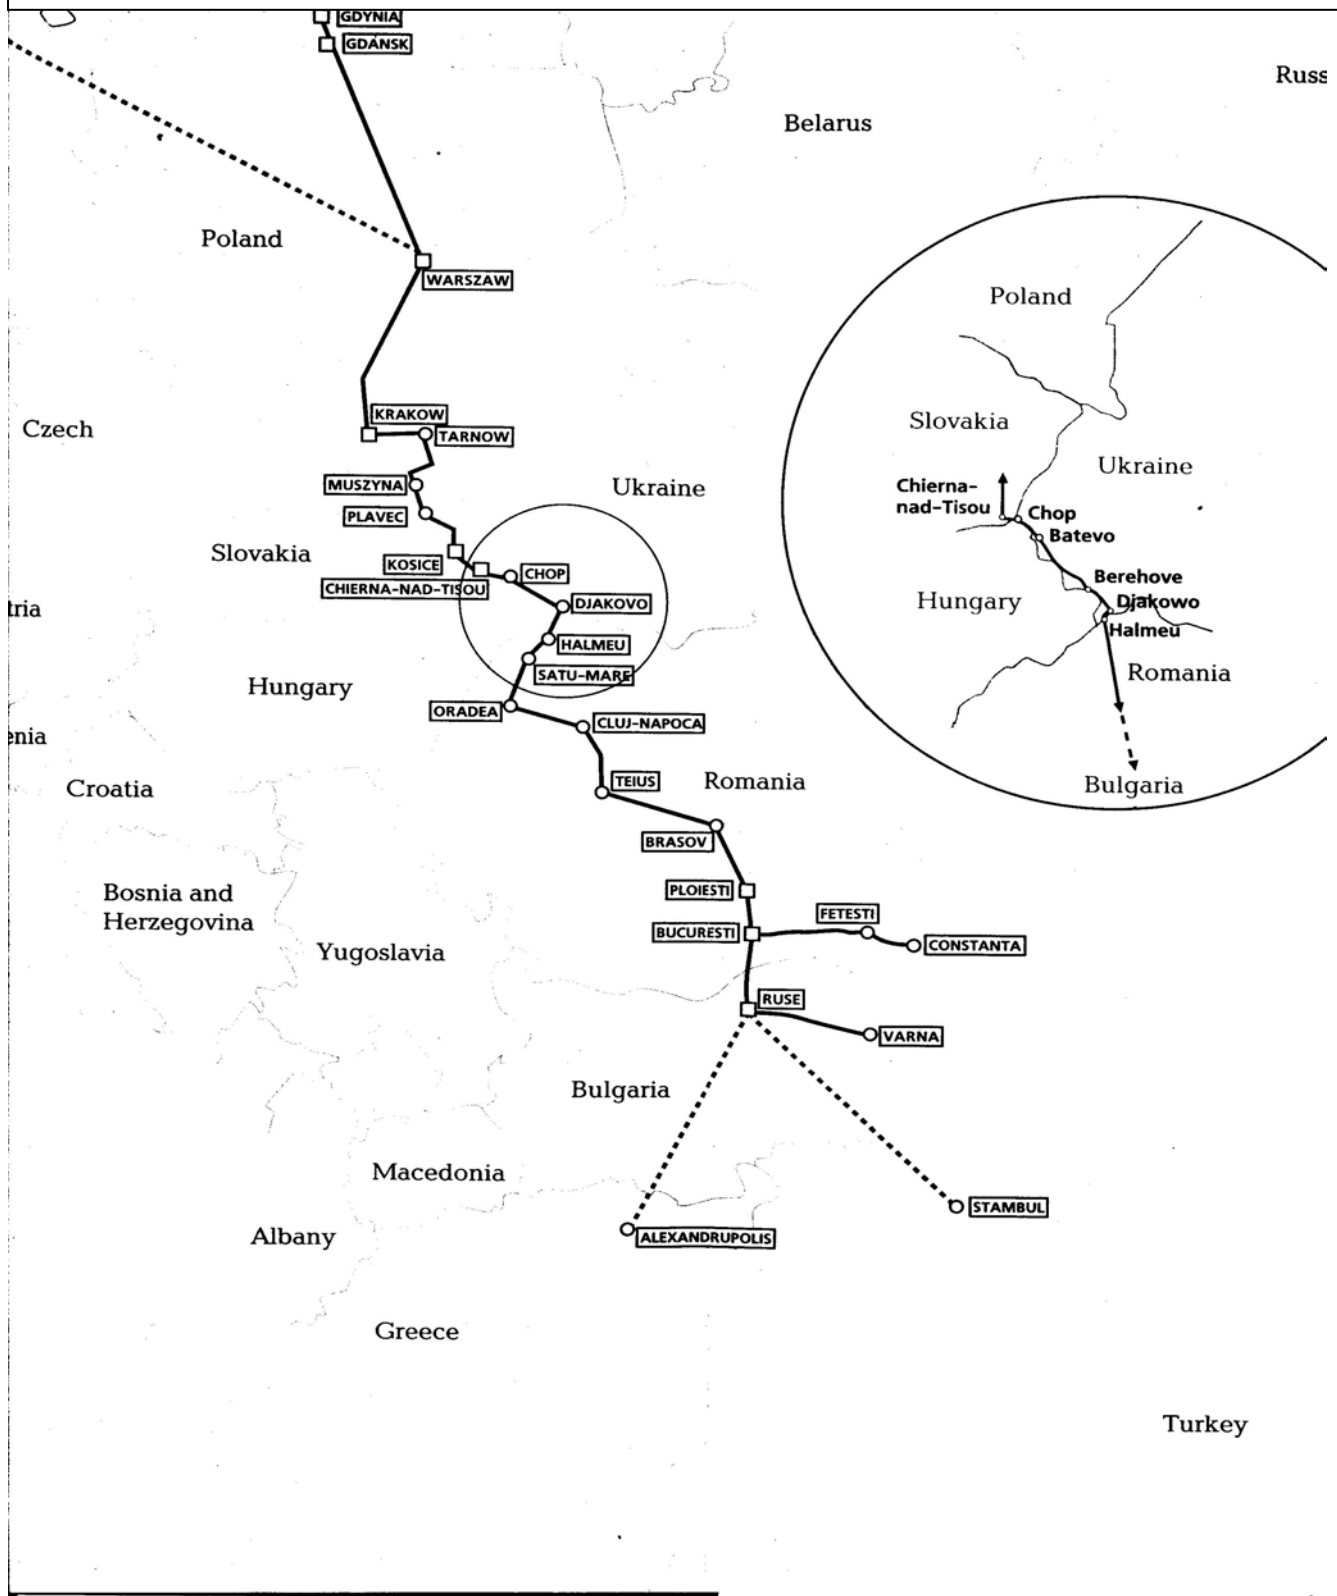 GDYNIA
GDANSK
Russ
Belarus
Poland
WARSZAW
Poland
KRAKOW
Czech
TARNOW
Slovakia
MUSZYNA
Ukraine
Ukraine
Chierna-
nad-Tisou
PLAVEC
Chop
Batevo
Slovakia
KOSICE
CHOP
CHIERNA-NAD-TISOU
Berehove
Hungary
Djakowo
DJAKOVO
tria
Halmeu
HALMEU
SATU-MARE
Romania
Hungary
ORADEA
CLUJ-NAPOCA
enia
TEIUS
Romania
Bulgaria
Croatia
BRASOV
PLOIESTI
Bosnia and
Herzegovina
FETESTI
BUCURESTI
CONSTANTA
Yugoslavia
RUSE
VARNA
Bulgaria
Macedonia
STAMBUL
Albany
ALEXANDRUPOLIS
Greece
Turkey